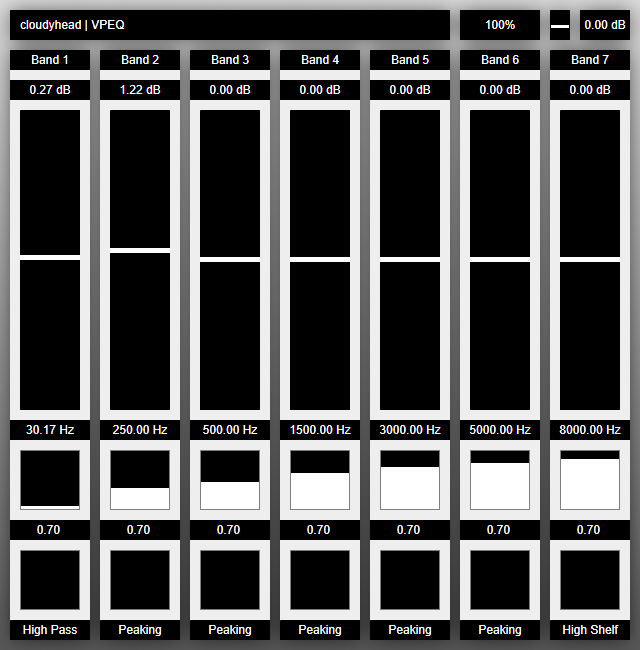 cloudyhead | VPEQ 100% 0.00 dB
Band 1 Band 2 Band 3 Band 4 Band 5 Band 6 Band 7
0.27 dB 1.22 dB 0.00 dB 0.00 dB 0.00 dB 0.00 dB 0.00 dB
30.17 Hz 250.00 Hz 500.00 Hz 1500.00 Hz 3000.00 Hz 5000.00 Hz 8000.00 Hz
0.70 0.70 0.70 0.70 0.70 0.70 0.70
High Pass Peaking Peaking Peaking Peaking Peaking High Shelf